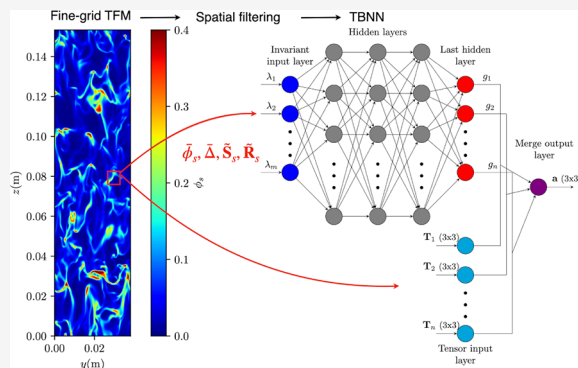 Fine-grid TFM
Spatial filtering
TBNN
0.14
0.12
0.10
0.08
0.06
0.04
0.02
0.00
z(m)
0.00
0.02
y(m)
0.4
0.3
0.2
0.1
0.0
ϕₛ
ϕ̄ₛ, Δ̄, S̃ₛ, R̃ₛ
Hidden layers
Invariant
input layer
Last hidden
layer
λ₁
λ₂
λₘ
g₁
g₂
gₙ
Merge output
layer
a (3x3)
T₁ (3x3)
T₂ (3x3)
Tₙ (3x3)
Tensor input
layer